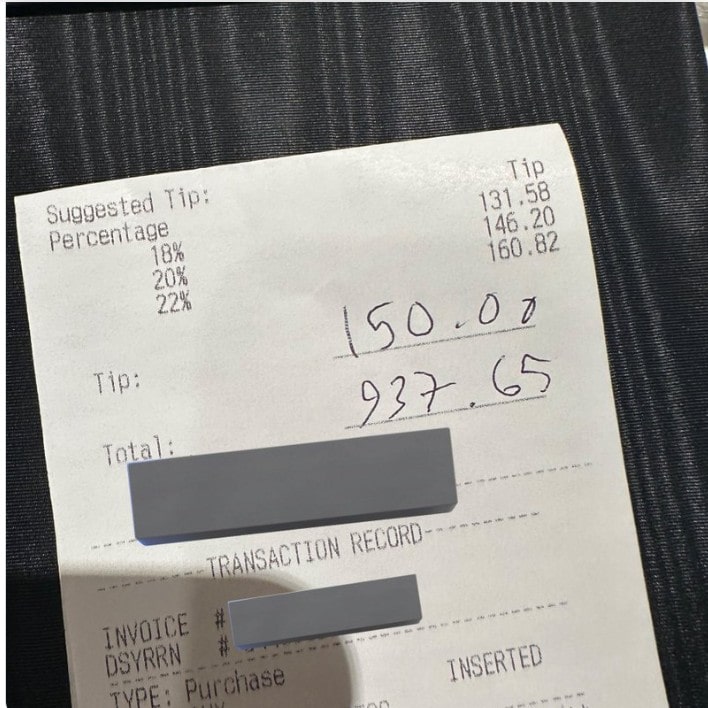 Tip
Suggested Tip:
Percentage
18% 131.58
20% 146.20
22% 160.82
Tip: 150.00
Total: 937.65
TRANSACTION RECORD
INVOICE #
DSYRRN # INSERTED
TYPE: Purchase